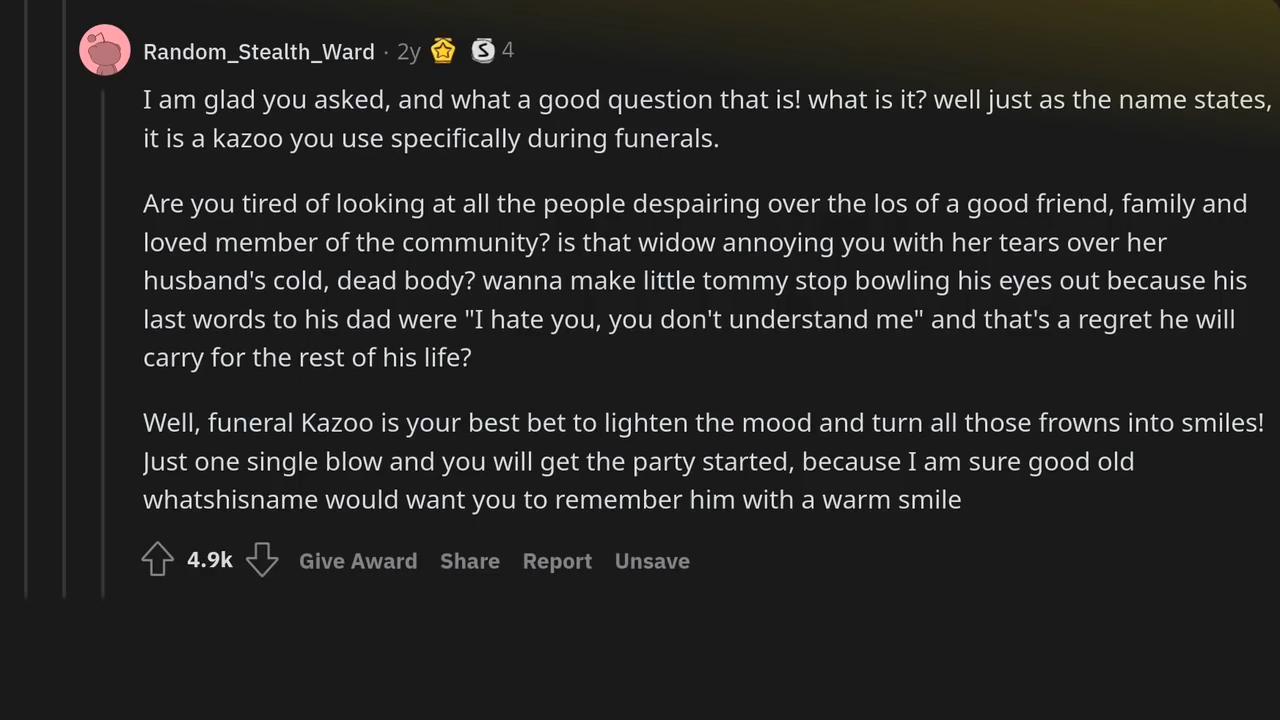 Random_Stealth_Ward · 2y S 4
I am glad you asked, and what a good question that is! what is it? well just as the name states,
it is a kazoo you use specifically during funerals.
Are you tired of looking at all the people despairing over the los of a good friend, family and
loved member of the community? is that widow annoying you with her tears over her
husband's cold, dead body? wanna make little tommy stop bowling his eyes out because his
last words to his dad were "I hate you, you don't understand me" and that's a regret he will
carry for the rest of his life?
Well, funeral Kazoo is your best bet to lighten the mood and turn all those frowns into smiles!
Just one single blow and you will get the party started, because I am sure good old
whatshisname would want you to remember him with a warm smile
4.9k Give Award Share Report Unsave